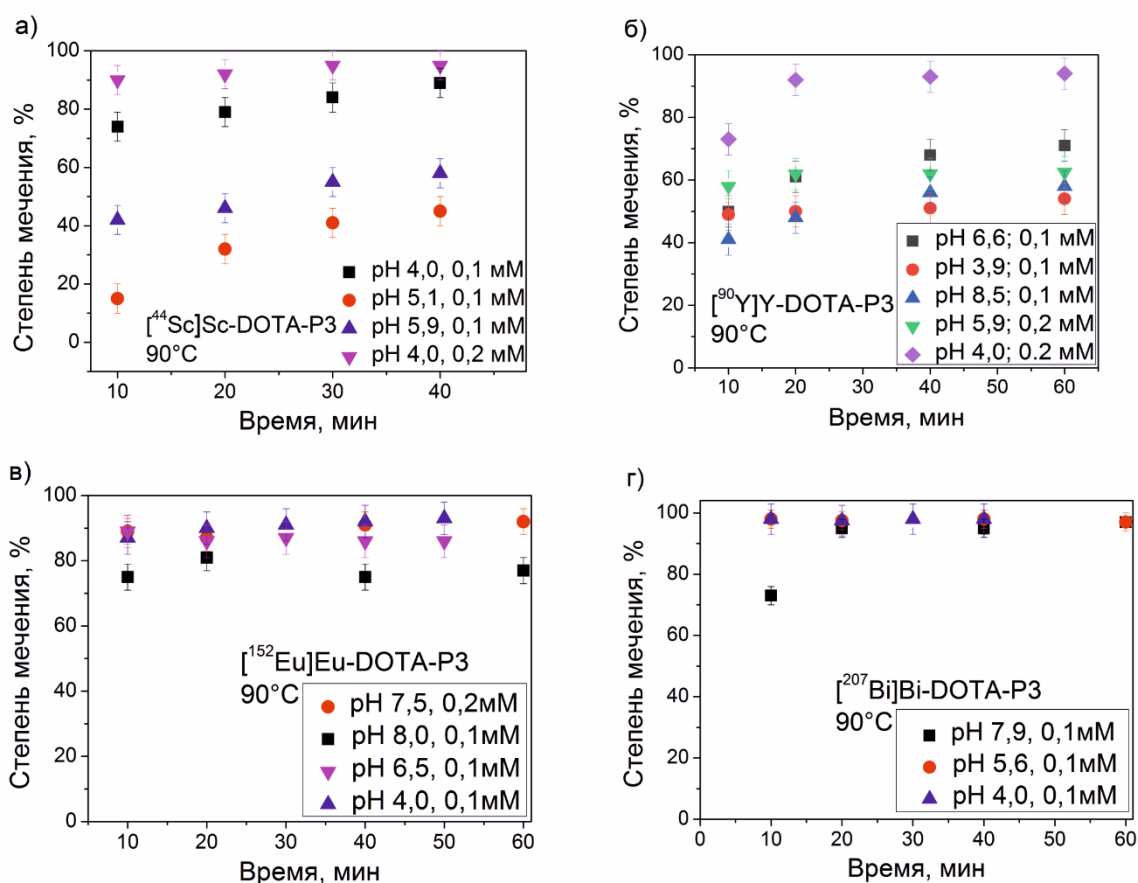 а)
Степень мечения, %
100
80
60
40
20
0
[⁴⁴Sc]Sc-DOTA-P3
90°C
pH 4,0, 0,1 мМ
pH 5,1, 0,1 мМ
pH 5,9, 0,1 мМ
pH 4,0, 0,2 мМ
10 20 30 40
Время, мин
б)
Степень мечения, %
100
80
60
40
20
0
[⁹⁰Y]Y-DOTA-P3
90°C
pH 6,6; 0,1 мМ
pH 3,9; 0,1 мМ
pH 8,5; 0,1 мМ
pH 5,9; 0,2 мМ
pH 4,0; 0.2 мМ
10 20 30 40 50 60
Время, мин
в)
Степень мечения, %
100
80
60
40
20
0
[¹⁵²Eu]Eu-DOTA-P3
90°C
pH 7,5, 0,2мМ
pH 8,0, 0,1мМ
pH 6,5, 0,1мМ
pH 4,0, 0,1мМ
10 20 30 40 50 60
Время, мин
г)
Степень мечения, %
100
80
60
40
20
0
[²⁰⁷Bi]Bi-DOTA-P3
90°C
pH 7,9, 0,1мМ
pH 5,6, 0,1мМ
pH 4,0, 0,1мМ
0 10 20 30 40 50 60
Время, мин